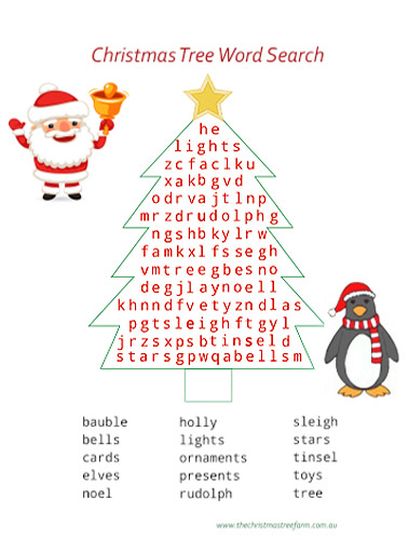 Christmas Tree Word Search
he
lights
zcfaclku
xakbgvd
odrvajtlnp
mrzdrudolphg
ngshbkylrw
famkxlfssegh
vmtreegbesno
degjlaynoell
khnndfvetyzndlas
pgtsleighftgyl
jrzsxpsbtinseld
starsgpwqabellsm
bauble holly sleigh
bells lights stars
cards ornaments tinsel
elves presents toys
noel rudolph tree
www.thechristmastreefarm.com.au